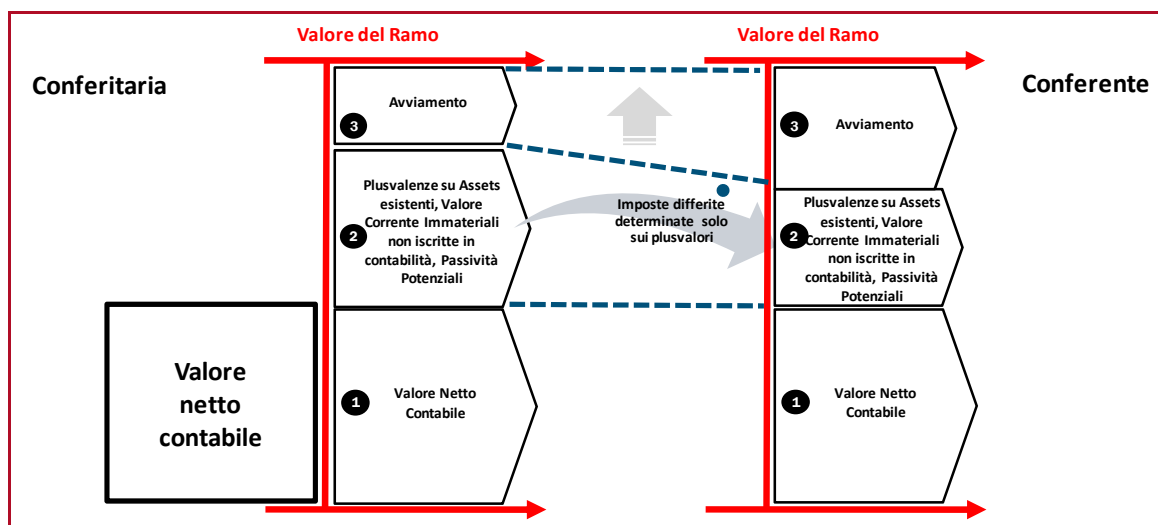 Valore del Ramo
Valore del Ramo
Conferitaria
Conferente
Avviamento
3
Plusvalenze su Assets
esistenti, Valore
Corrente Immateriali
2
non iscritte in
contabilità, Passività
Potenziali
Valore
netto
contabile
1
Valore Netto
Contabile
Imposte differite
determinate solo
sui plusvalori
3
Avviamento
Plusvalenze su Assets
esistenti, Valore
2
Corrente Immateriali
non iscritte in
contabilità, Passività
Potenziali
1
Valore Netto
Contabile